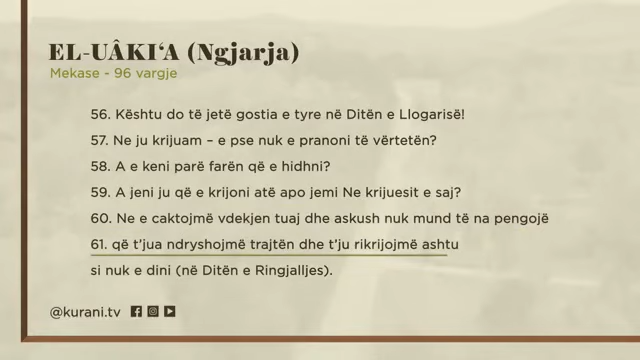 EL-UÂKI‘A (Ngjarja)
Mekase - 96 vargje
56. Kështu do të jetë gostia e tyre në Ditën e Llogarisë!
57. Ne ju krijuam – e pse nuk e pranoni të vërtetën?
58. A e keni parë farën që e hidhni?
59. A jeni ju që e krijoni atë apo jemi Ne krijuesit e saj?
60. Ne e caktojmë vdekjen tuaj dhe askush nuk mund të na pengojë
61. që t’jua ndryshojmë trajtën dhe t’ju rikrijojmë ashtu
si nuk e dini (në Ditën e Ringjalljes).
@kurani.tv